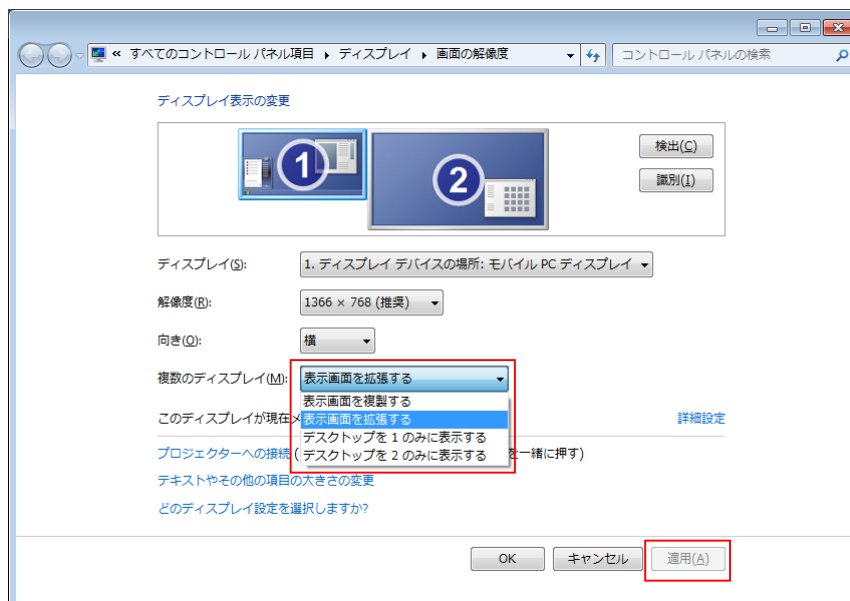 « すべてのコントロール パネル項目 ▸ ディスプレイ ▸ 画面の解像度
コントロール パネルの検索
ディスプレイ表示の変更
1
2
検出(C)
識別(I)
ディスプレイ(S):
1. ディスプレイ デバイスの場所: モバイル PC ディスプレイ
解像度(R):
1366 × 768 (推奨)
向き(O):
横
複数のディスプレイ(M):
表示画面を拡張する
表示画面を複製する
表示画面を拡張する
デスクトップを 1 のみに表示する
デスクトップを 2 のみに表示する
このディスプレイが現在
詳細設定
プロジェクターへの接続 (
を一緒に押す)
テキストやその他の項目の大きさの変更
どのディスプレイ設定を選択しますか?
OK
キャンセル
適用(A)